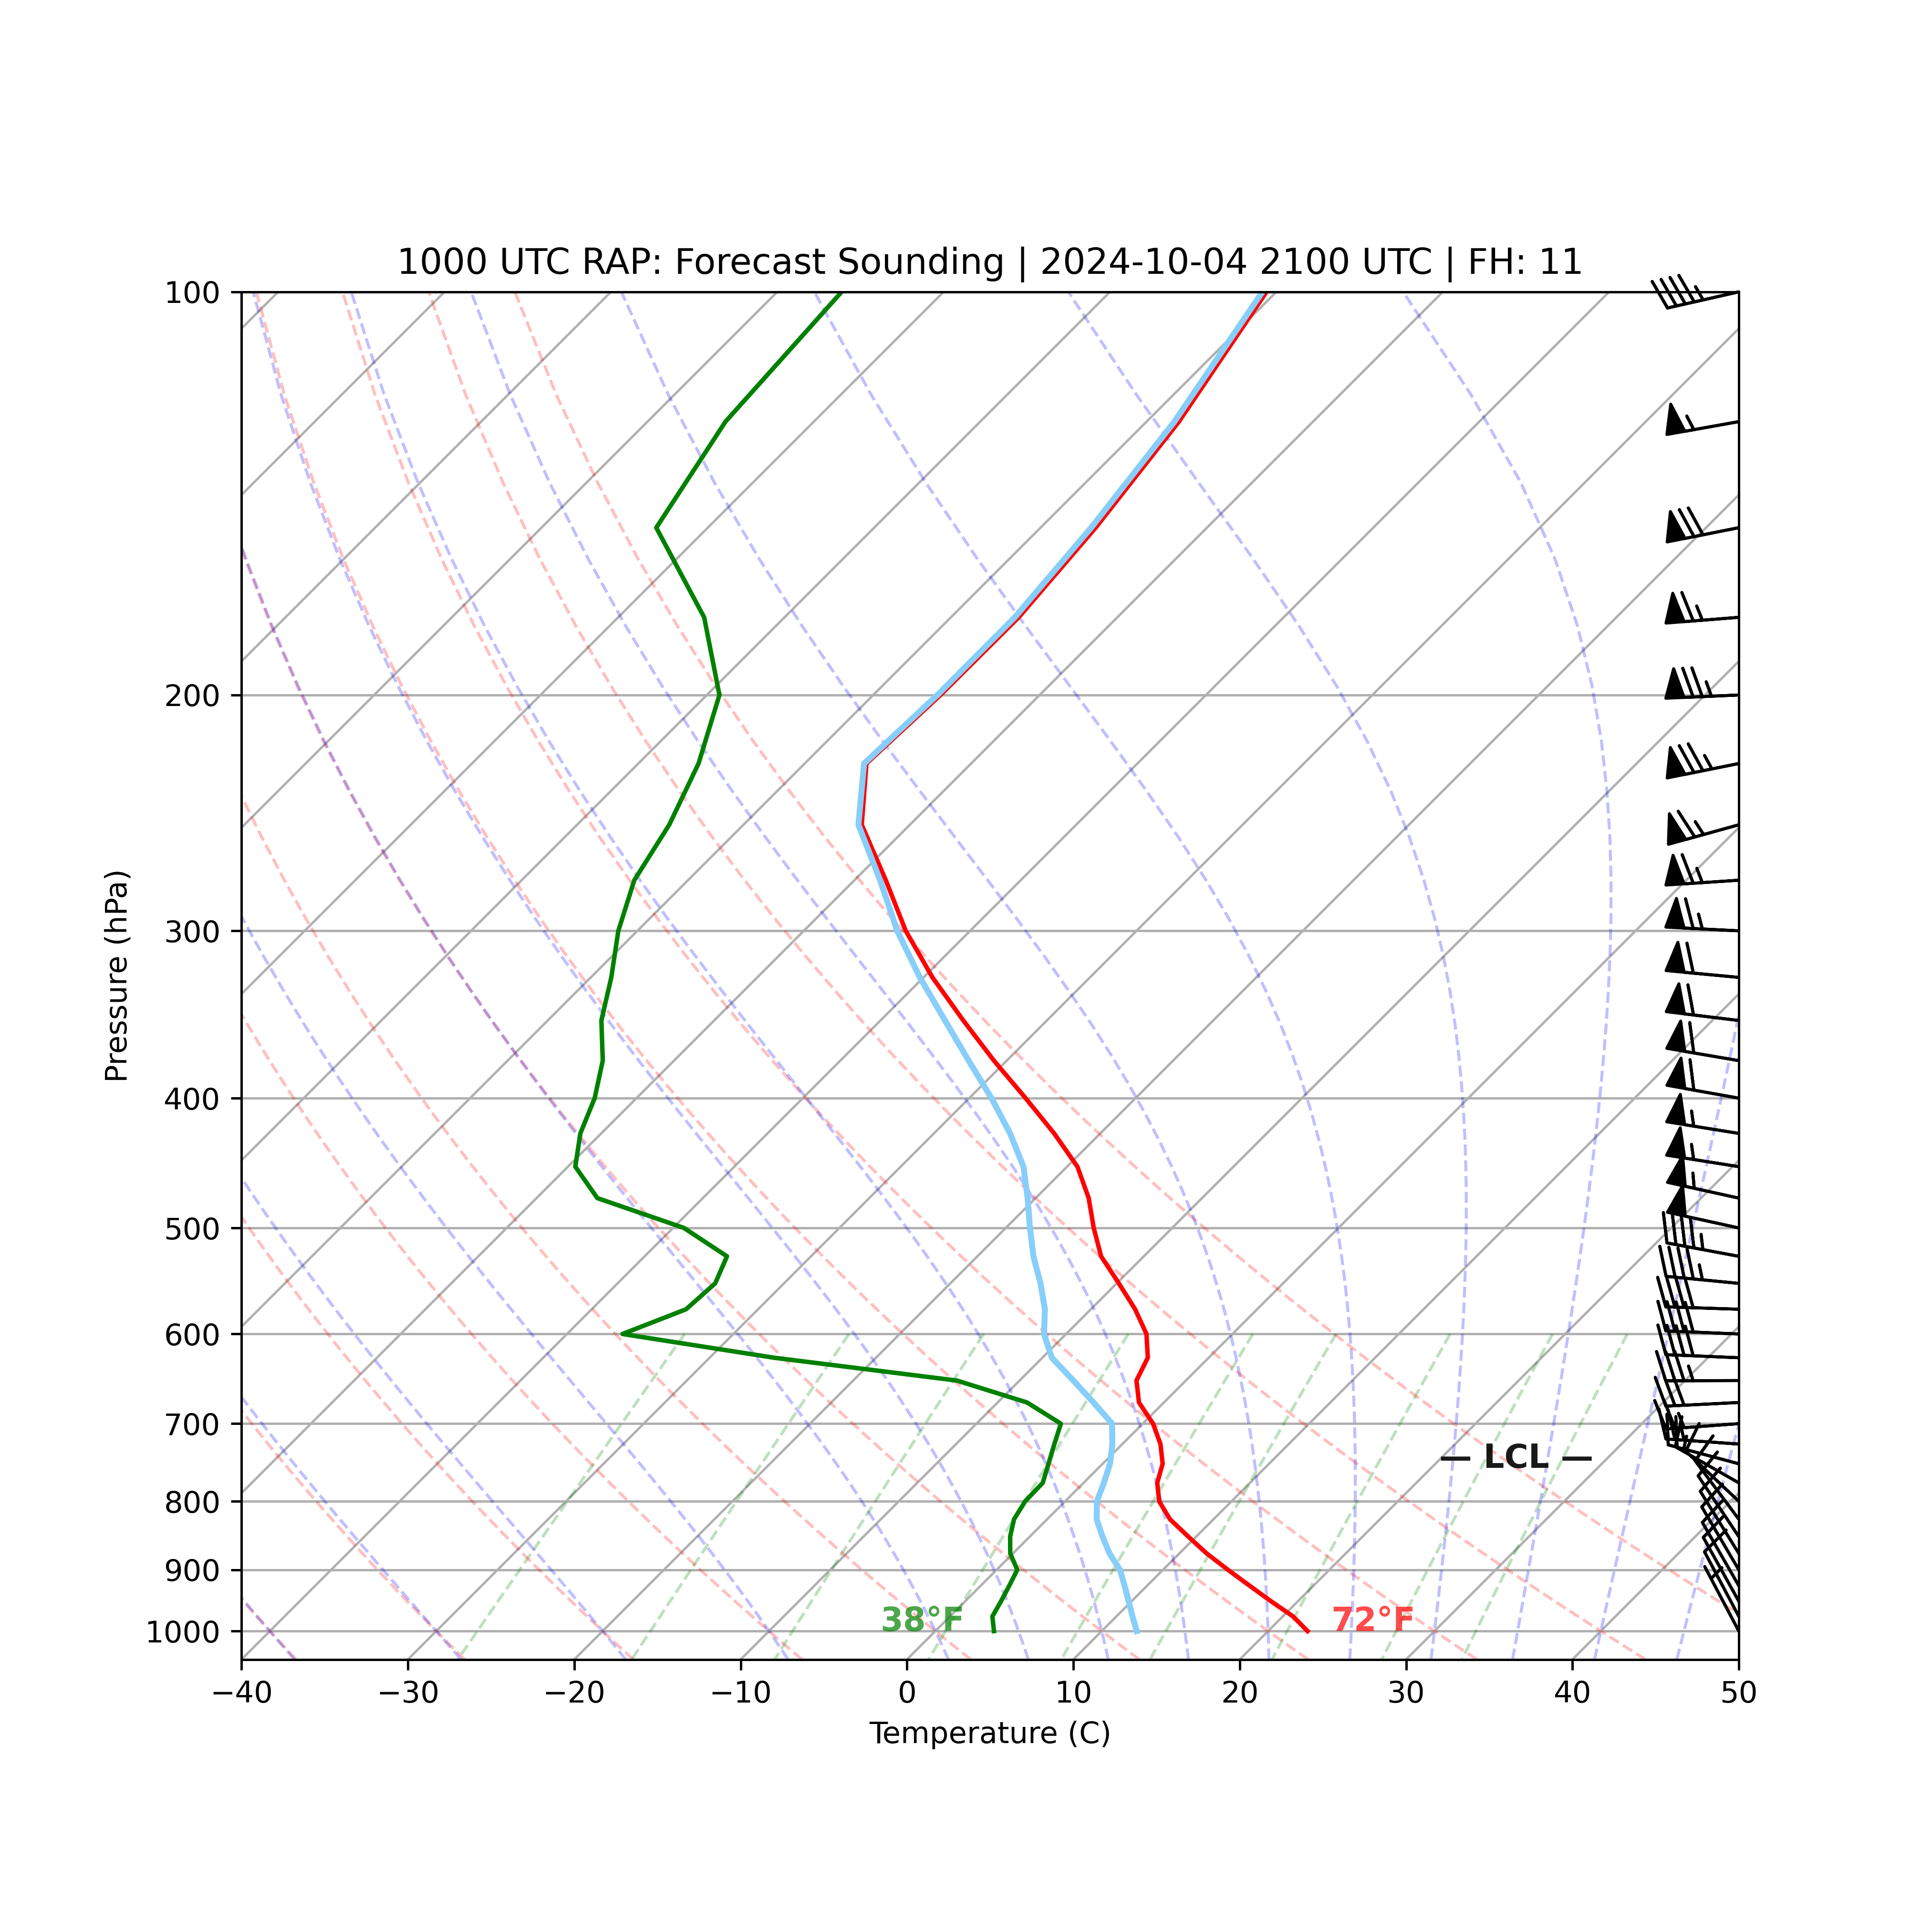 1000 UTC RAP: Forecast Sounding | 2024-10-04 2100 UTC | FH: 11
100
200
300
400
500
600
700
800
900
1000
Pressure (hPa)
— LCL —
38°F
72°F
−40 −30 −20 −10 0 10 20 30 40 50
Temperature (C)